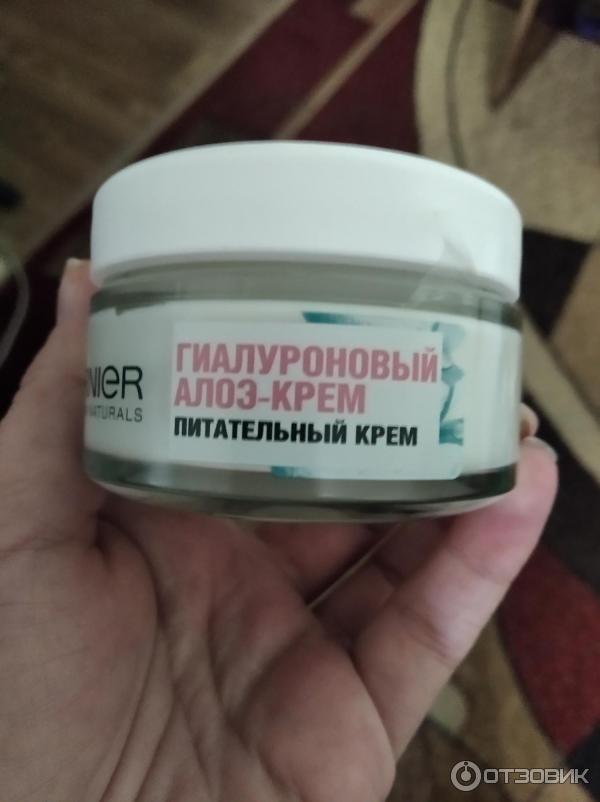 NIER
NATURALS
ГИАЛУРОНОВЫЙ
АЛОЭ-КРЕМ
ПИТАТЕЛЬНЫЙ КРЕМ
ОТЗОВИК